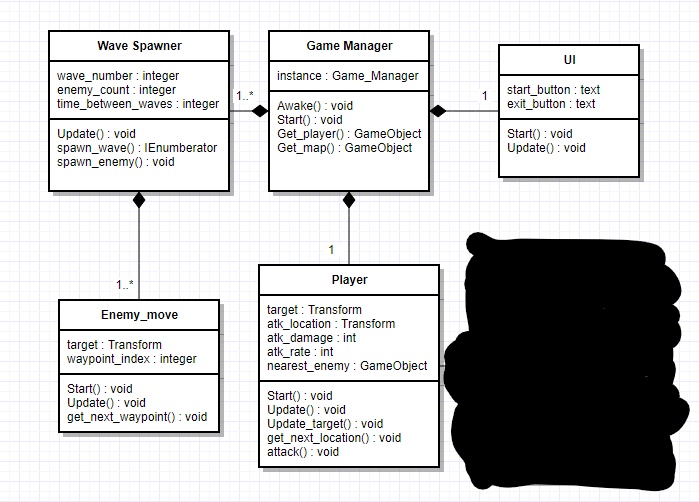 Wave Spawner
wave_number : integer
enemy_count : integer
time_between_waves : integer
Update() : void
spawn_wave() : IEnumberator
spawn_enemy() : void
1..*
Game Manager
instance : Game_Manager
Awake() : void
Start() : void
Get_player() : GameObject
Get_map() : GameObject
1
UI
start_button : text
exit_button : text
Start() : void
Update() : void
1..*
Enemy_move
target : Transform
waypoint_index : integer
Start() : void
Update() : void
get_next_waypoint() : void
1
Player
target : Transform
atk_location : Transform
atk_damage : int
atk_rate : int
nearest_enemy : GameObject
Start() : void
Update() : void
Update_target() : void
get_next_location() : void
attack() : void